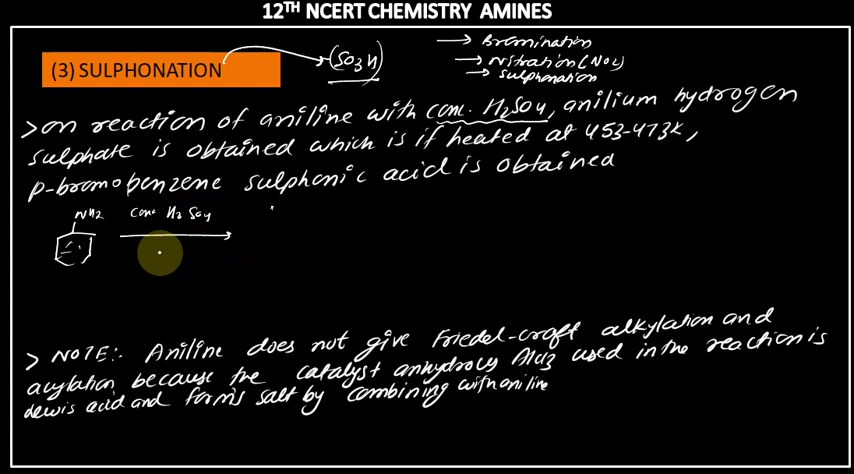 12TH NCERT CHEMISTRY AMINES
(3) SULPHONATION
(SO3H)
→ Bromination
→ nitration (NO2)
→ Sulphonation
> on reaction of aniline with conc. H2SO4, anilium hydrogen
sulphate is obtained which is if heated at 453-473K,
p-bromobenzene sulphonic acid is obtained
NH2
conc H2SO4
> NOTE:- Aniline does not give Friedel-craft alkylation and
acylation because the catalyst anhydrous AlCl3 used in the reaction is
lewis acid and forms salt by combining with aniline